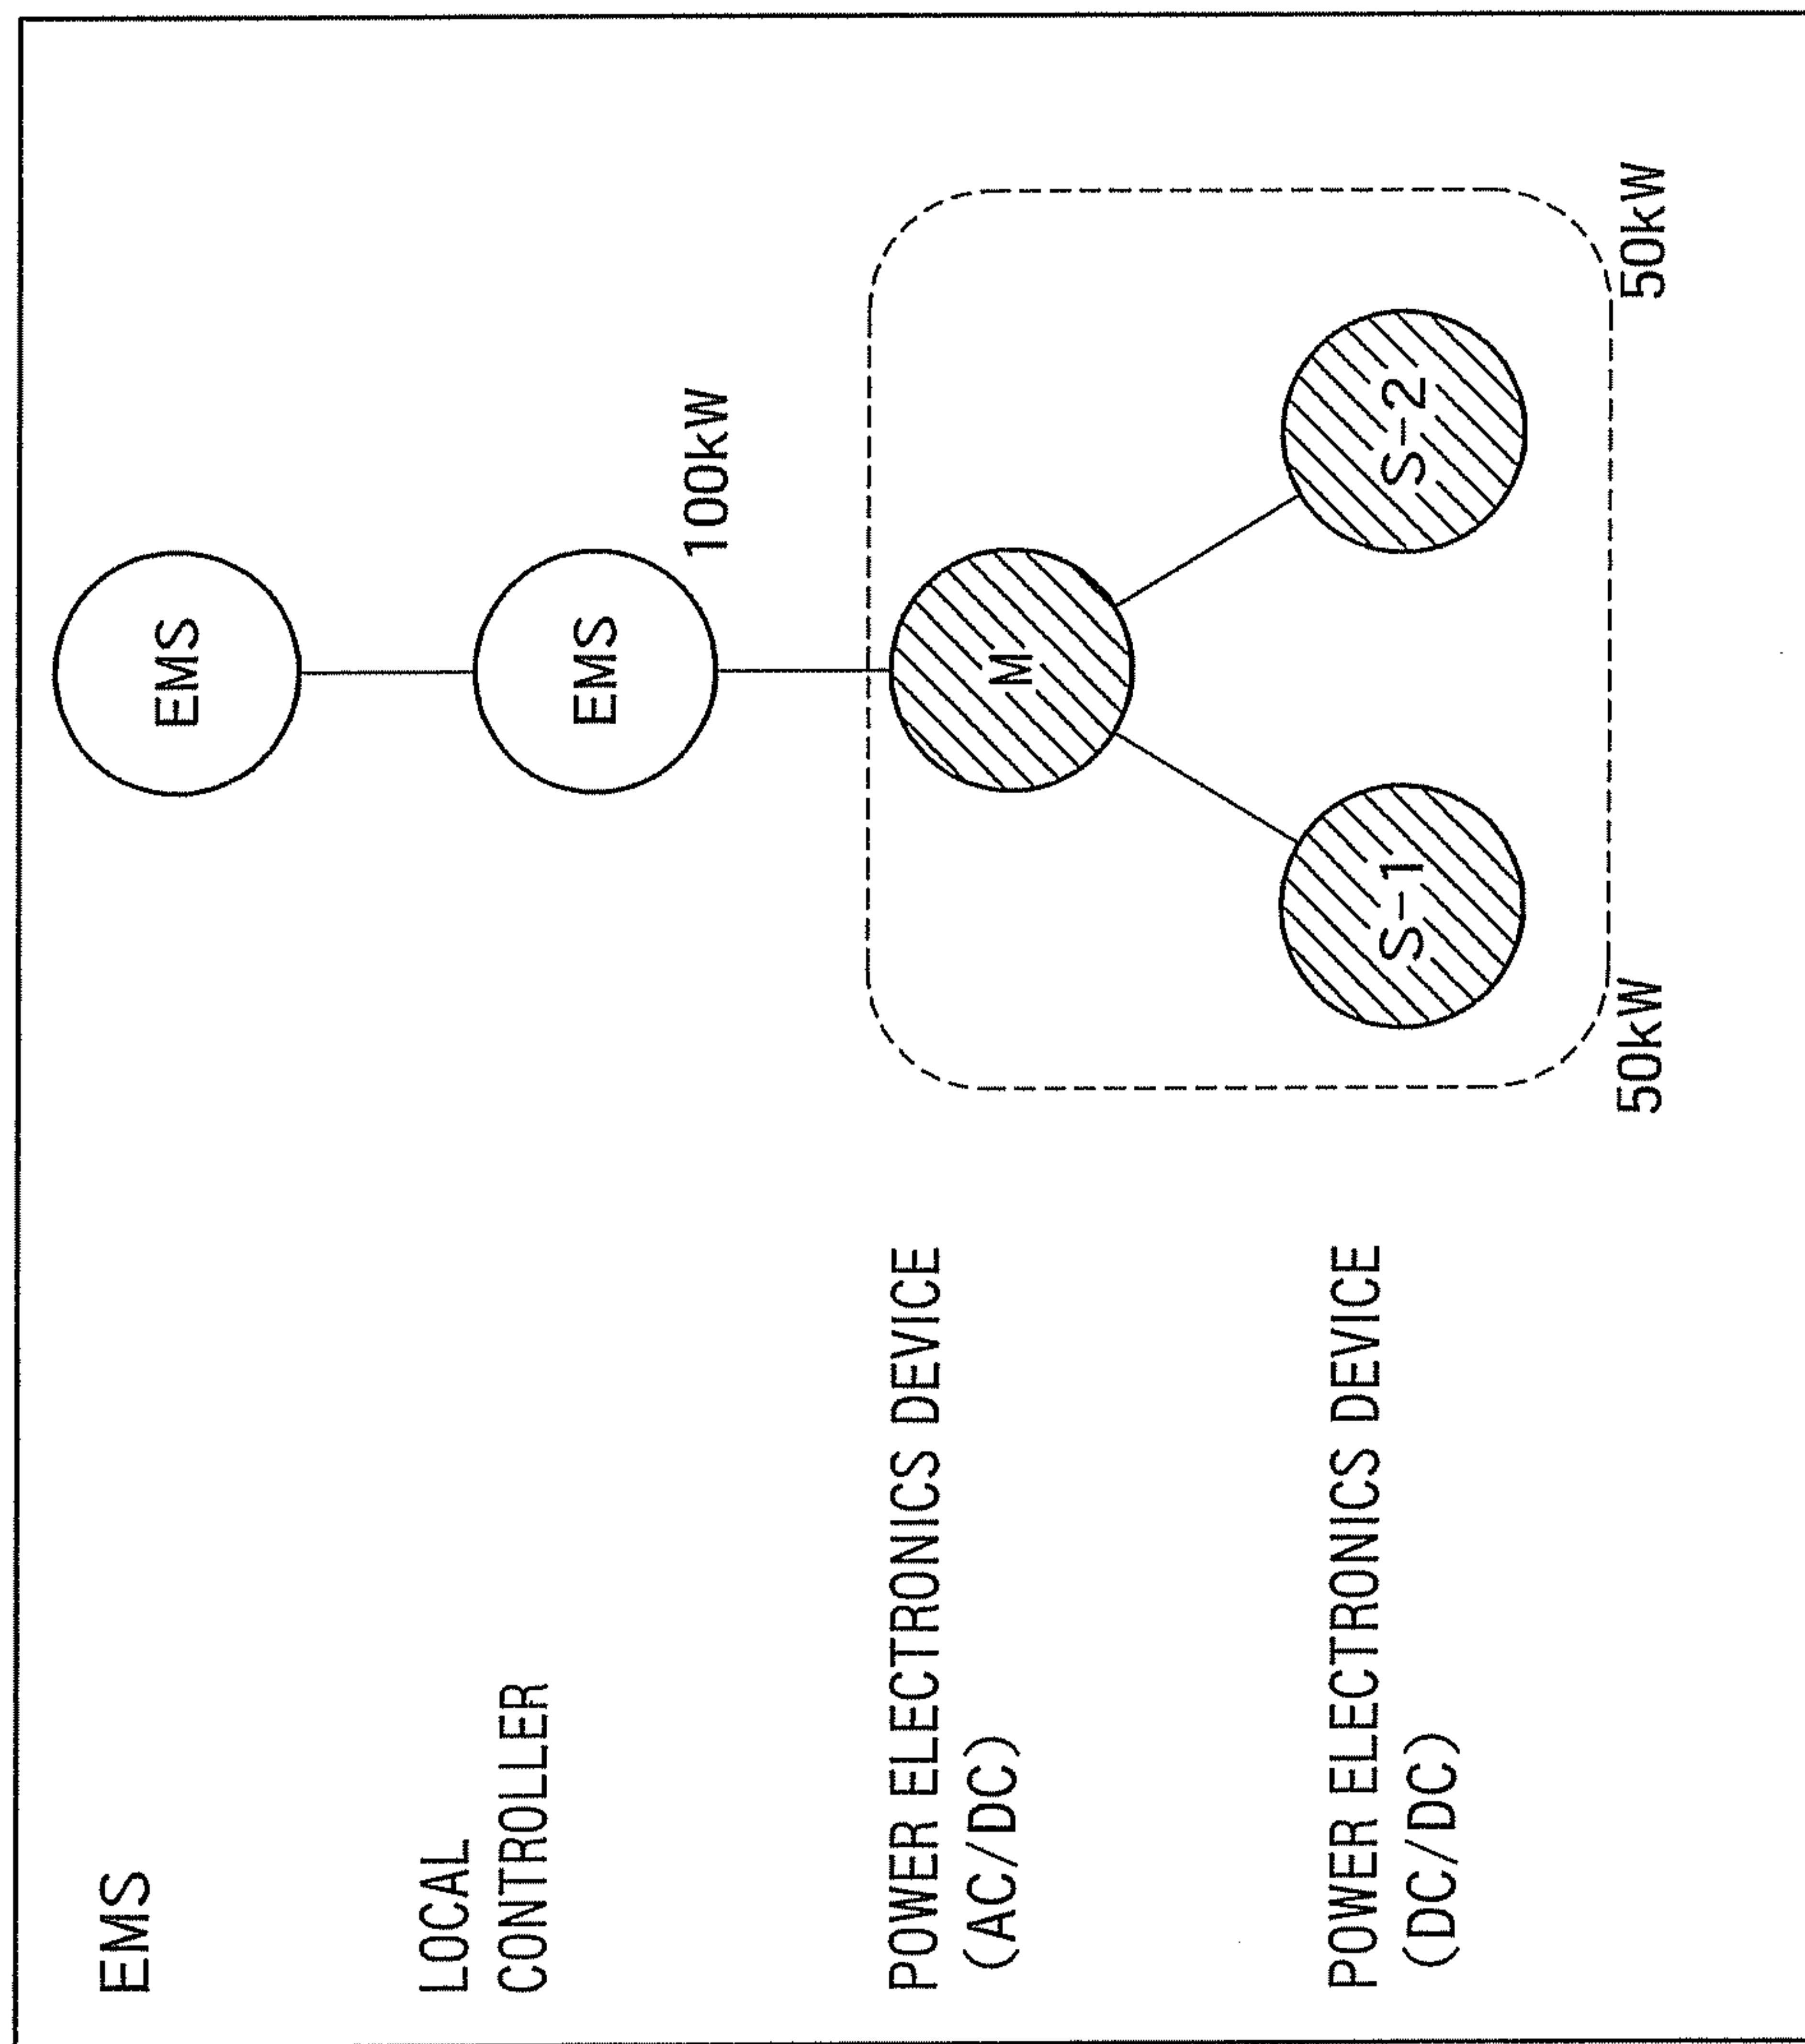 EMS
EMS
LOCAL
CONTROLLER
EMS
100kW
POWER ELECTRONICS DEVICE
(AC/DC)
M
POWER ELECTRONICS DEVICE
(DC/DC)
S-1
S-2
50kW
50kW